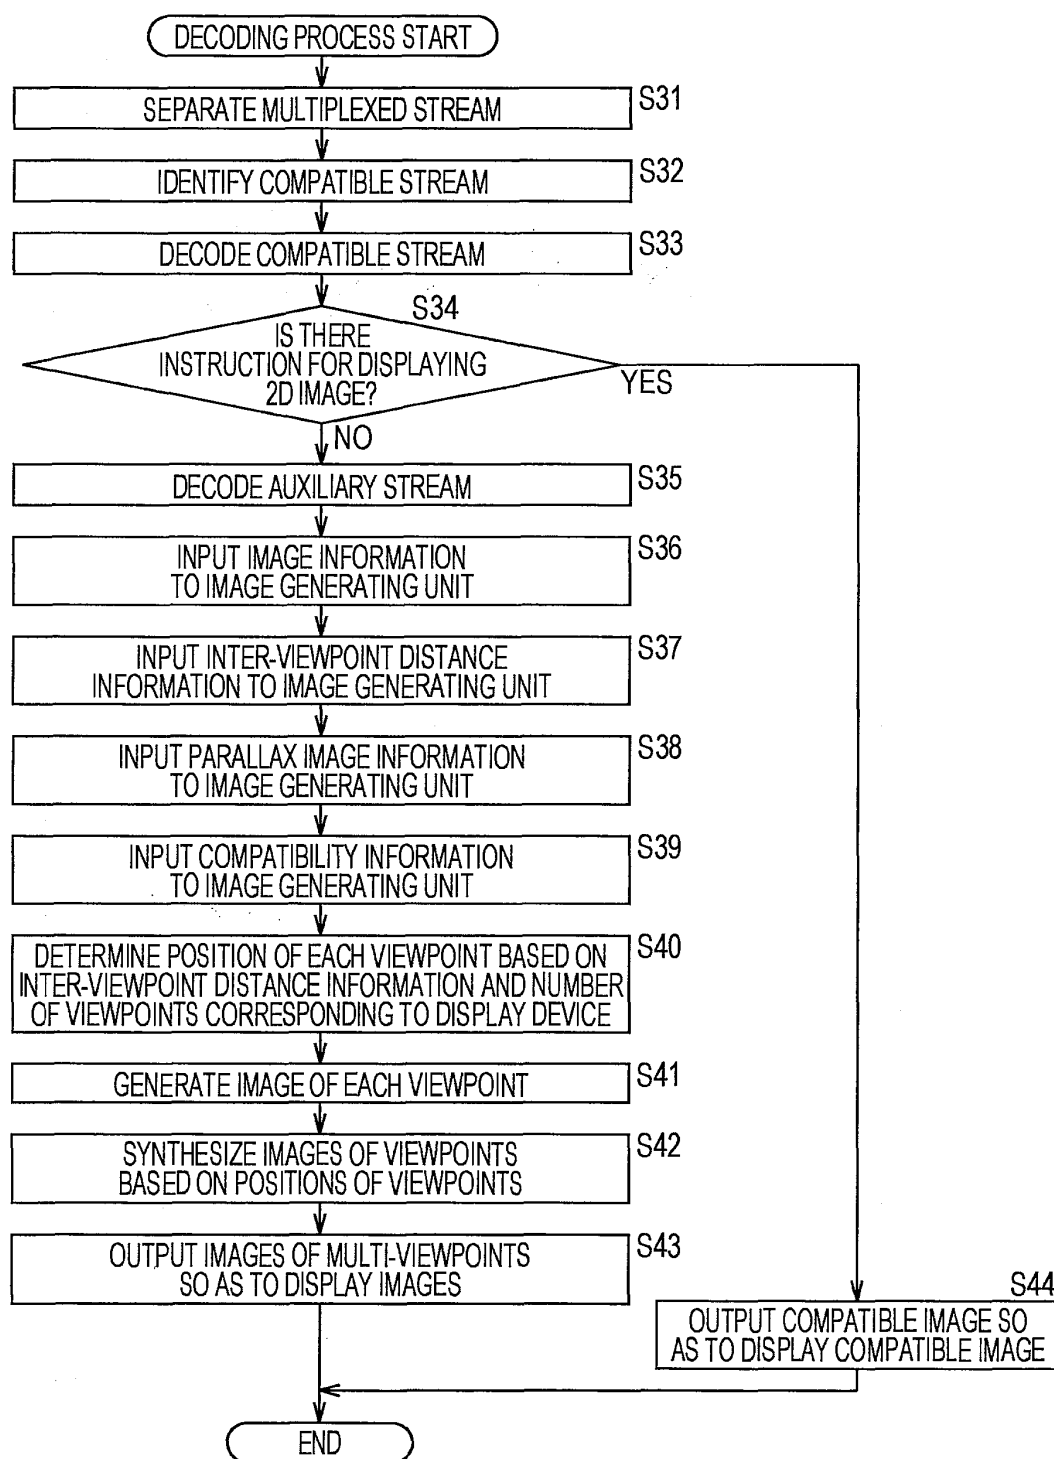 DECODING PROCESS START
SEPARATE MULTIPLEXED STREAM
S31
IDENTIFY COMPATIBLE STREAM
S32
DECODE COMPATIBLE STREAM
S33
S34
IS THERE
INSTRUCTION FOR DISPLAYING
2D IMAGE?
YES
NO
DECODE AUXILIARY STREAM
S35
INPUT IMAGE INFORMATION
TO IMAGE GENERATING UNIT
S36
INPUT INTER-VIEWPOINT DISTANCE
INFORMATION TO IMAGE GENERATING UNIT
S37
INPUT PARALLAX IMAGE INFORMATION
TO IMAGE GENERATING UNIT
S38
INPUT COMPATIBILITY INFORMATION
TO IMAGE GENERATING UNIT
S39
DETERMINE POSITION OF EACH VIEWPOINT BASED ON
INTER-VIEWPOINT DISTANCE INFORMATION AND NUMBER
OF VIEWPOINTS CORRESPONDING TO DISPLAY DEVICE
S40
GENERATE IMAGE OF EACH VIEWPOINT
S41
SYNTHESIZE IMAGES OF VIEWPOINTS
BASED ON POSITIONS OF VIEWPOINTS
S42
OUTPUT IMAGES OF MULTI-VIEWPOINTS
SO AS TO DISPLAY IMAGES
S43
S44
OUTPUT COMPATIBLE IMAGE SO
AS TO DISPLAY COMPATIBLE IMAGE
END